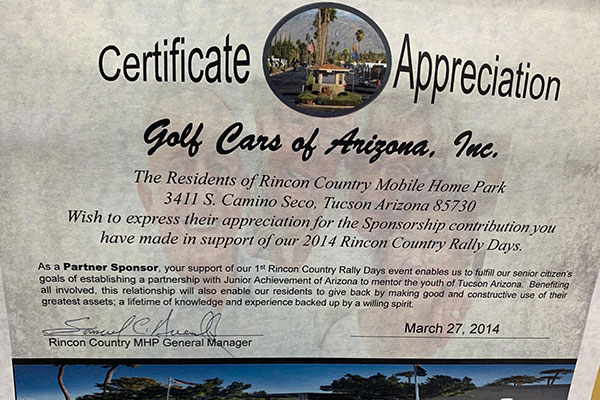 Certificate Appreciation
Golf Cars of Arizona, Inc.
The Residents of Rincon Country Mobile Home Park
3411 S. Camino Seco, Tucson Arizona 85730
Wish to express their appreciation for the Sponsorship contribution you
have made in support of our 2014 Rincon Country Rally Days.
As a Partner Sponsor, your support of our 1st Rincon Country Rally Days event enables us to fulfill our senior citizen's
goals of establishing a partnership with Junior Achievement of Arizona to mentor the youth of Tucson Arizona. Benefiting
all involved, this relationship will also enable our residents to give back by making good and constructive use of their
greatest assets; a lifetime of knowledge and experience backed up by a willing spirit.
Samuel C. March 27, 2014
Rincon Country MHP General Manager